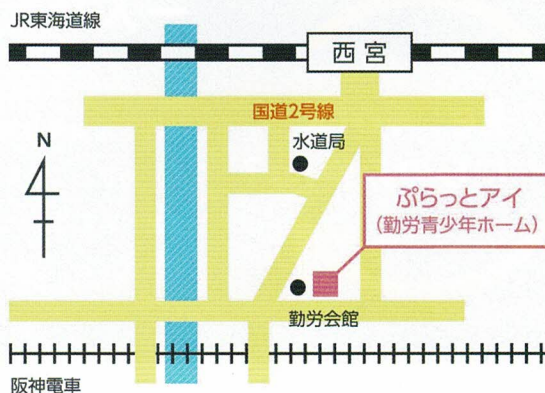 JR東海道線
西宮
国道2号線
水道局
N
ぷらっとアイ
(勤労青少年ホーム)
勤労会館
阪神電車